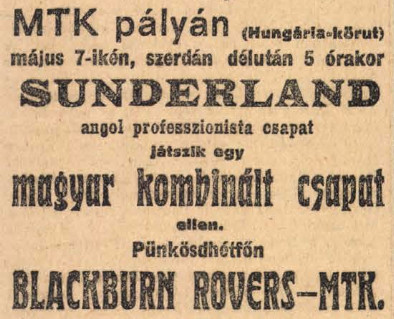 MTK pályán (Hungária-körut)
május 7-ikén, szerdán délután 5 órakor
SUNDERLAND
angol professzionista csapat
játszik egy
magyar kombinált csapat
ellen.
Pünkösdhétfőn
BLACKBURN ROVERS—MTK.